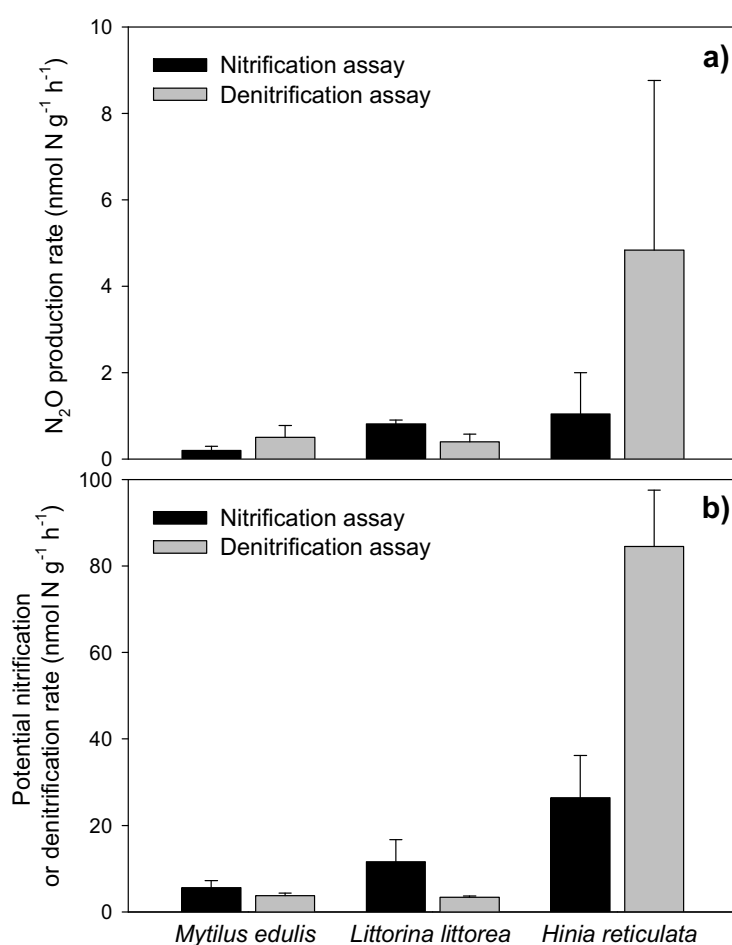 a)
Nitrification assay
Denitrification assay
N₂O production rate (nmol N g⁻¹ h⁻¹)
10
8
6
4
2
0
b)
Nitrification assay
Denitrification assay
Potential nitrification
or denitrification rate (nmol N g⁻¹ h⁻¹)
100
80
60
40
20
0
Mytilus edulis Littorina littorea Hinia reticulata